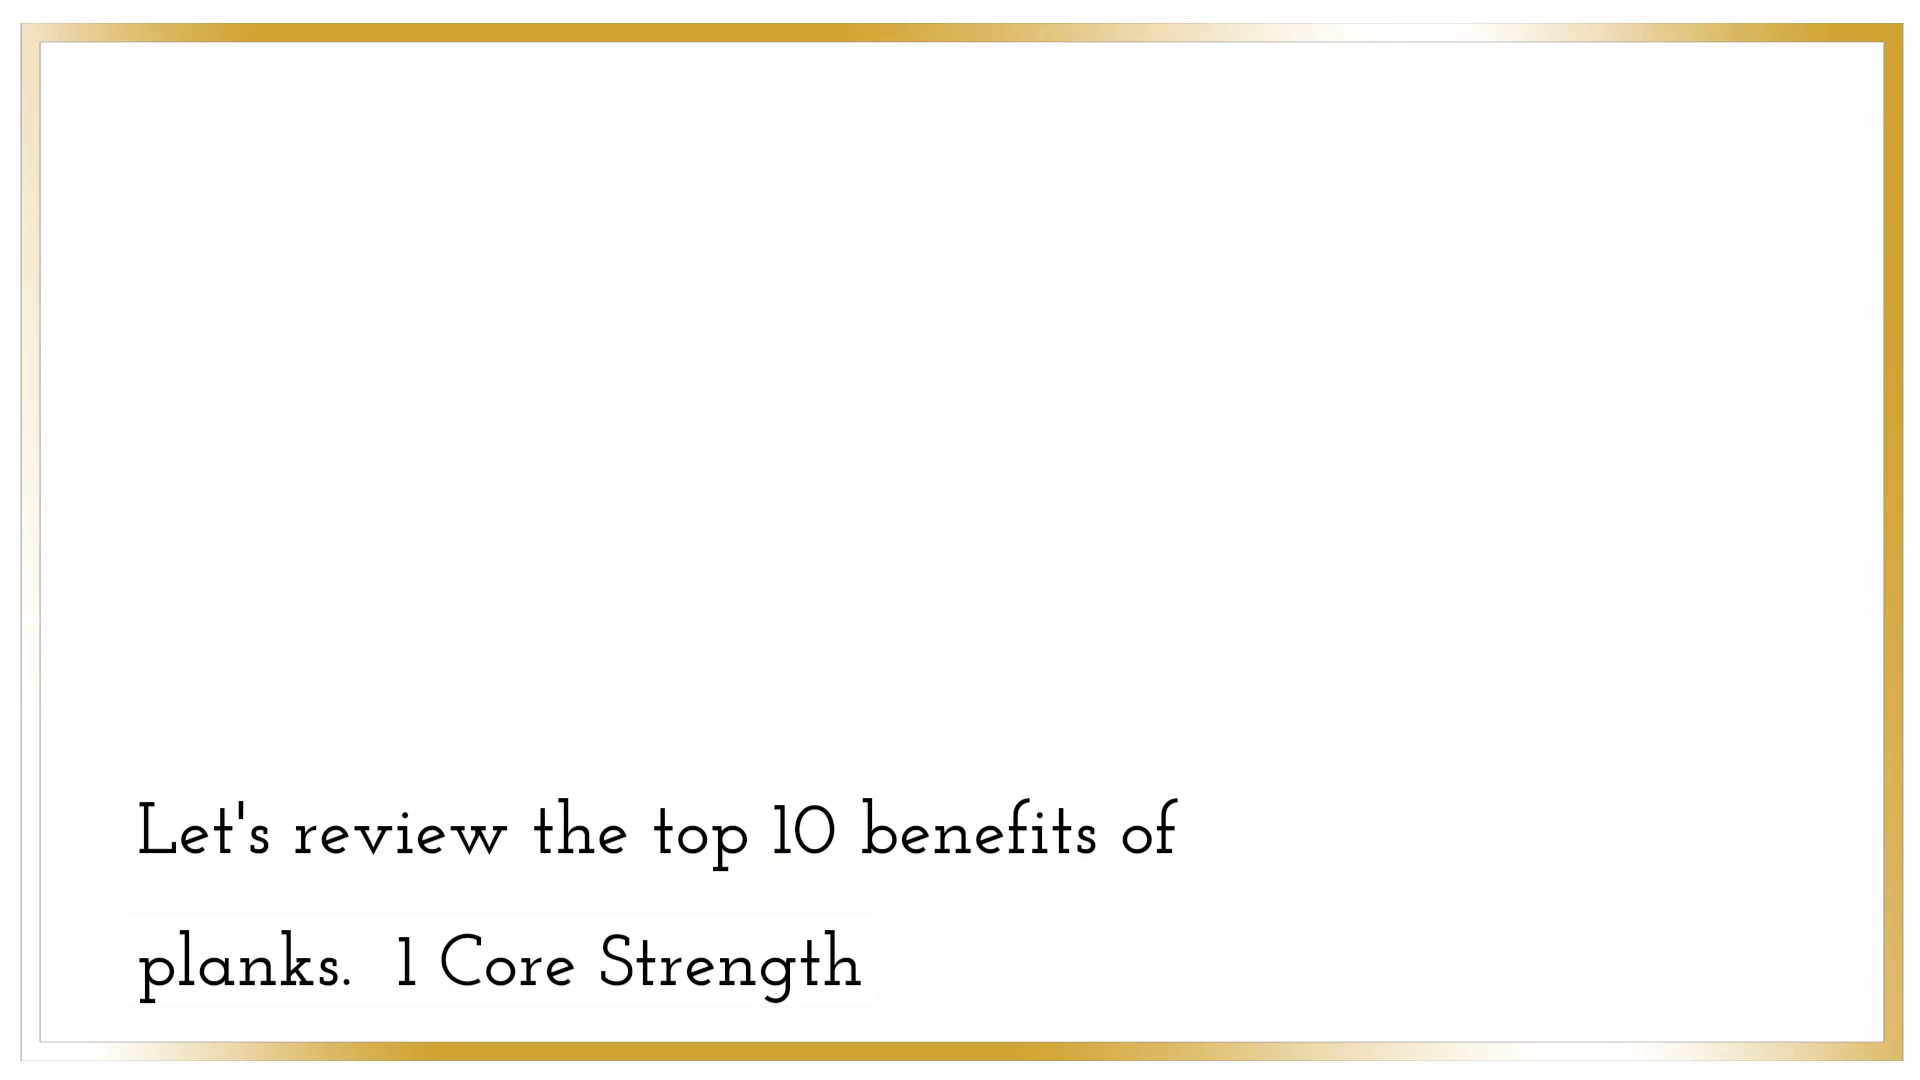 Let's review the top 10 benefits of
planks.  1 Core Strength